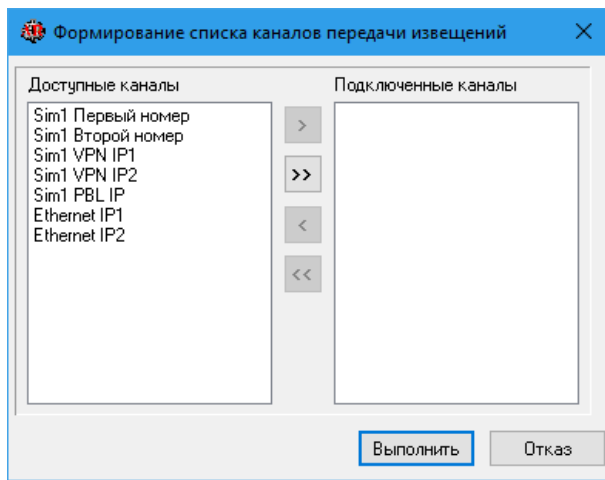 Формирование списка каналов передачи извещений
Доступные каналы
Подключенные каналы
Sim1 Первый номер
Sim1 Второй номер
Sim1 VPN IP1
Sim1 VPN IP2
Sim1 PBL IP
Ethernet IP1
Ethernet IP2
>
>>
<
<<
Выполнить
Отказ